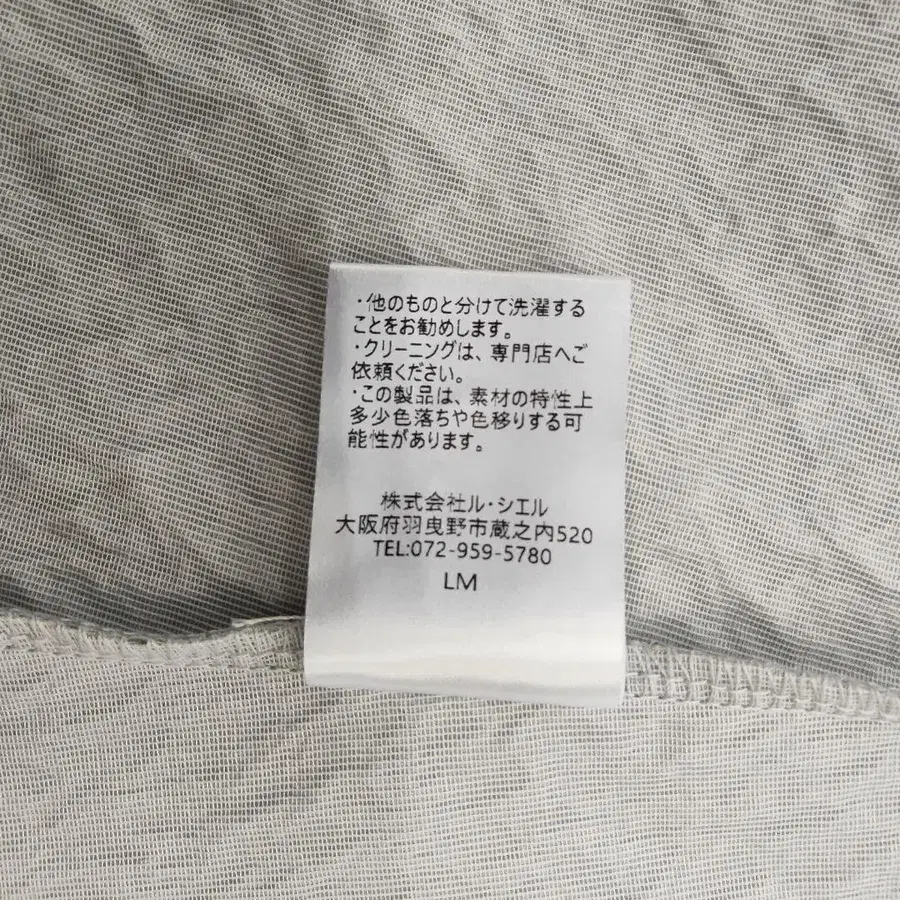 ・他のものと分けて洗濯する
ことをお勧めします。
・クリーニングは、専門店へご
依頼ください。
・この製品は、素材の特性上
多少色落ちや色移りする可
能性があります。
株式会社ル・シエル
大阪府羽曳野市蔵之内520
TEL:072-959-5780
LM